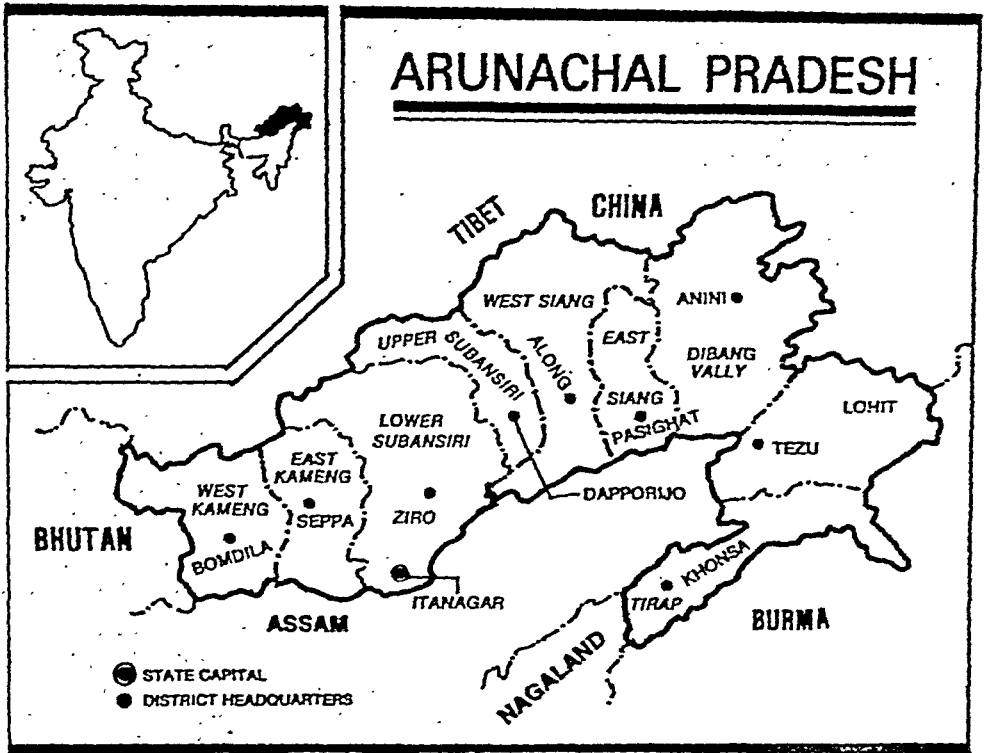 ARUNACHAL PRADESH
TIBET
CHINA
WEST SIANG
EAST
SIANG
ANINI
DIBANG
VALLY
UPPER SUBANSIRI
ALONG
PASIGHAT
LOHIT
TEZU
LOWER
SUBANSIRI
DAPPORIJO
EAST
KAMENG
SEPPA
WEST
KAMENG
BOMDILA
ZIRO
ITANAGAR
BHUTAN
ASSAM
KHONSA
TIRAP
BURMA
NAGALAND
STATE CAPITAL
DISTRICT HEADQUARTERS